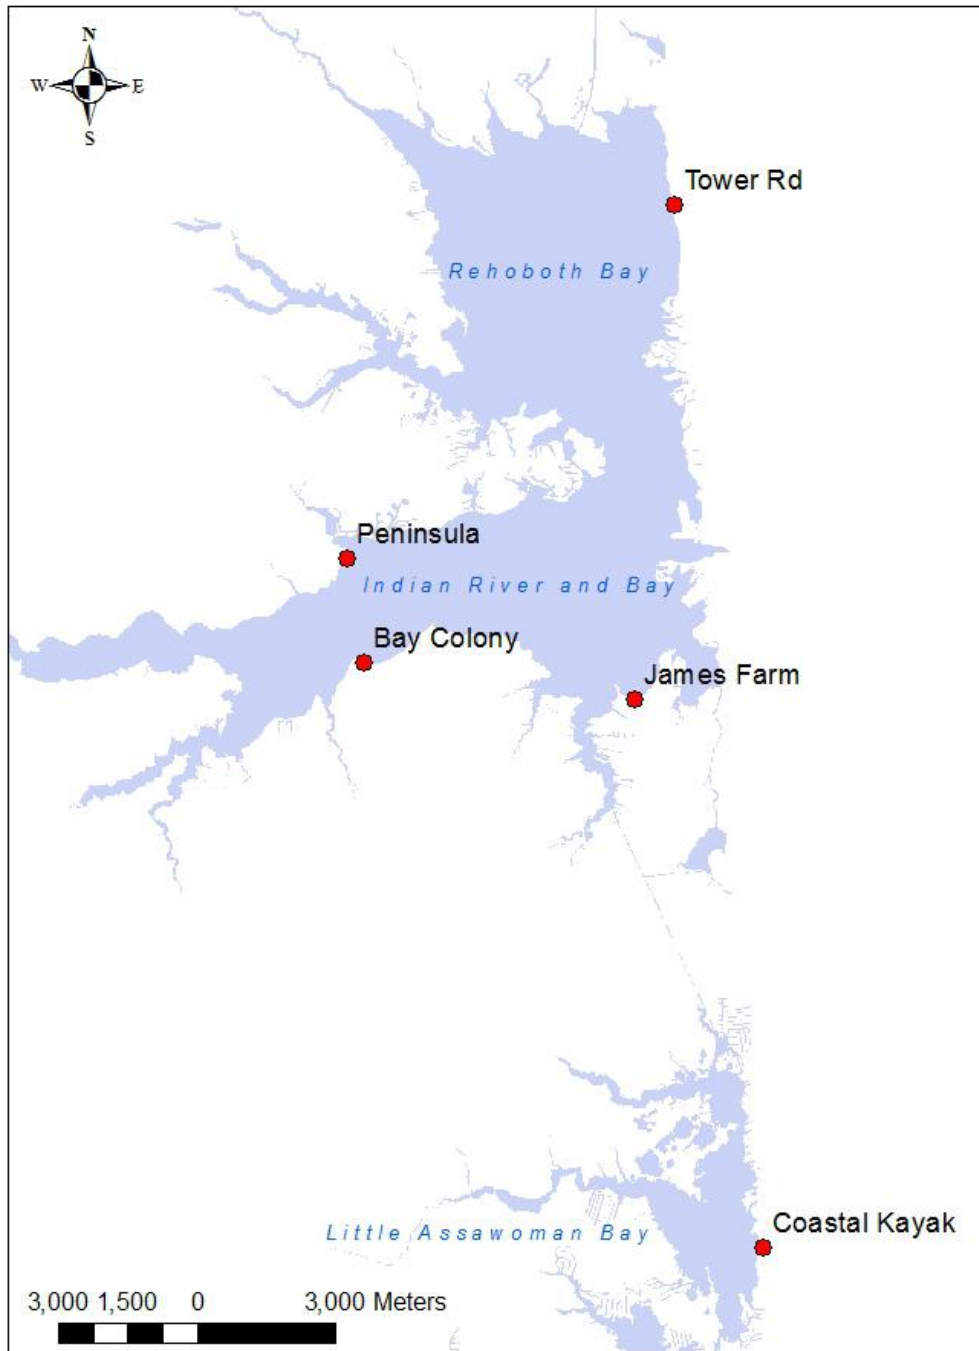 N
W E
S
Tower Rd
Rehoboth Bay
Peninsula
Indian River and Bay
Bay Colony
James Farm
Coastal Kayak
Little Assawoman Bay
3,000 1,500 0 3,000 Meters